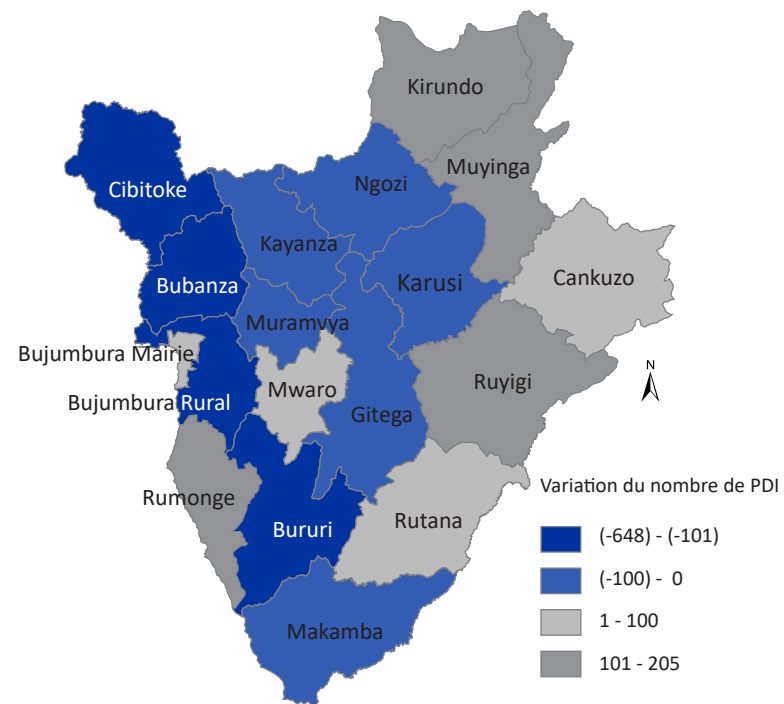 Kirundo
Muyinga
Cibitoke
Ngozi
Kayanza
Cankuzo
Karusi
Bubanza
Muramvya
Bujumbura Mairie
Ruyigi
N
Mwaro
Bujumbura Rural
Gitega
Variation du nombre de PDI
Rumonge
Rutana
Bururi
(-648) - (-101)
(-100) - 0
1 - 100
Makamba
101 - 205